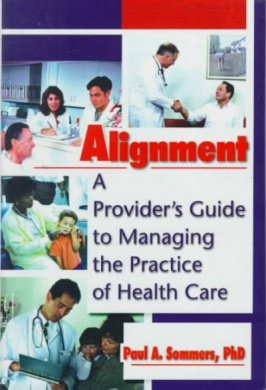 Alignment
A
Provider's Guide
to Managing
the Practice
of Health Care
Paul A. Sommers, PhD